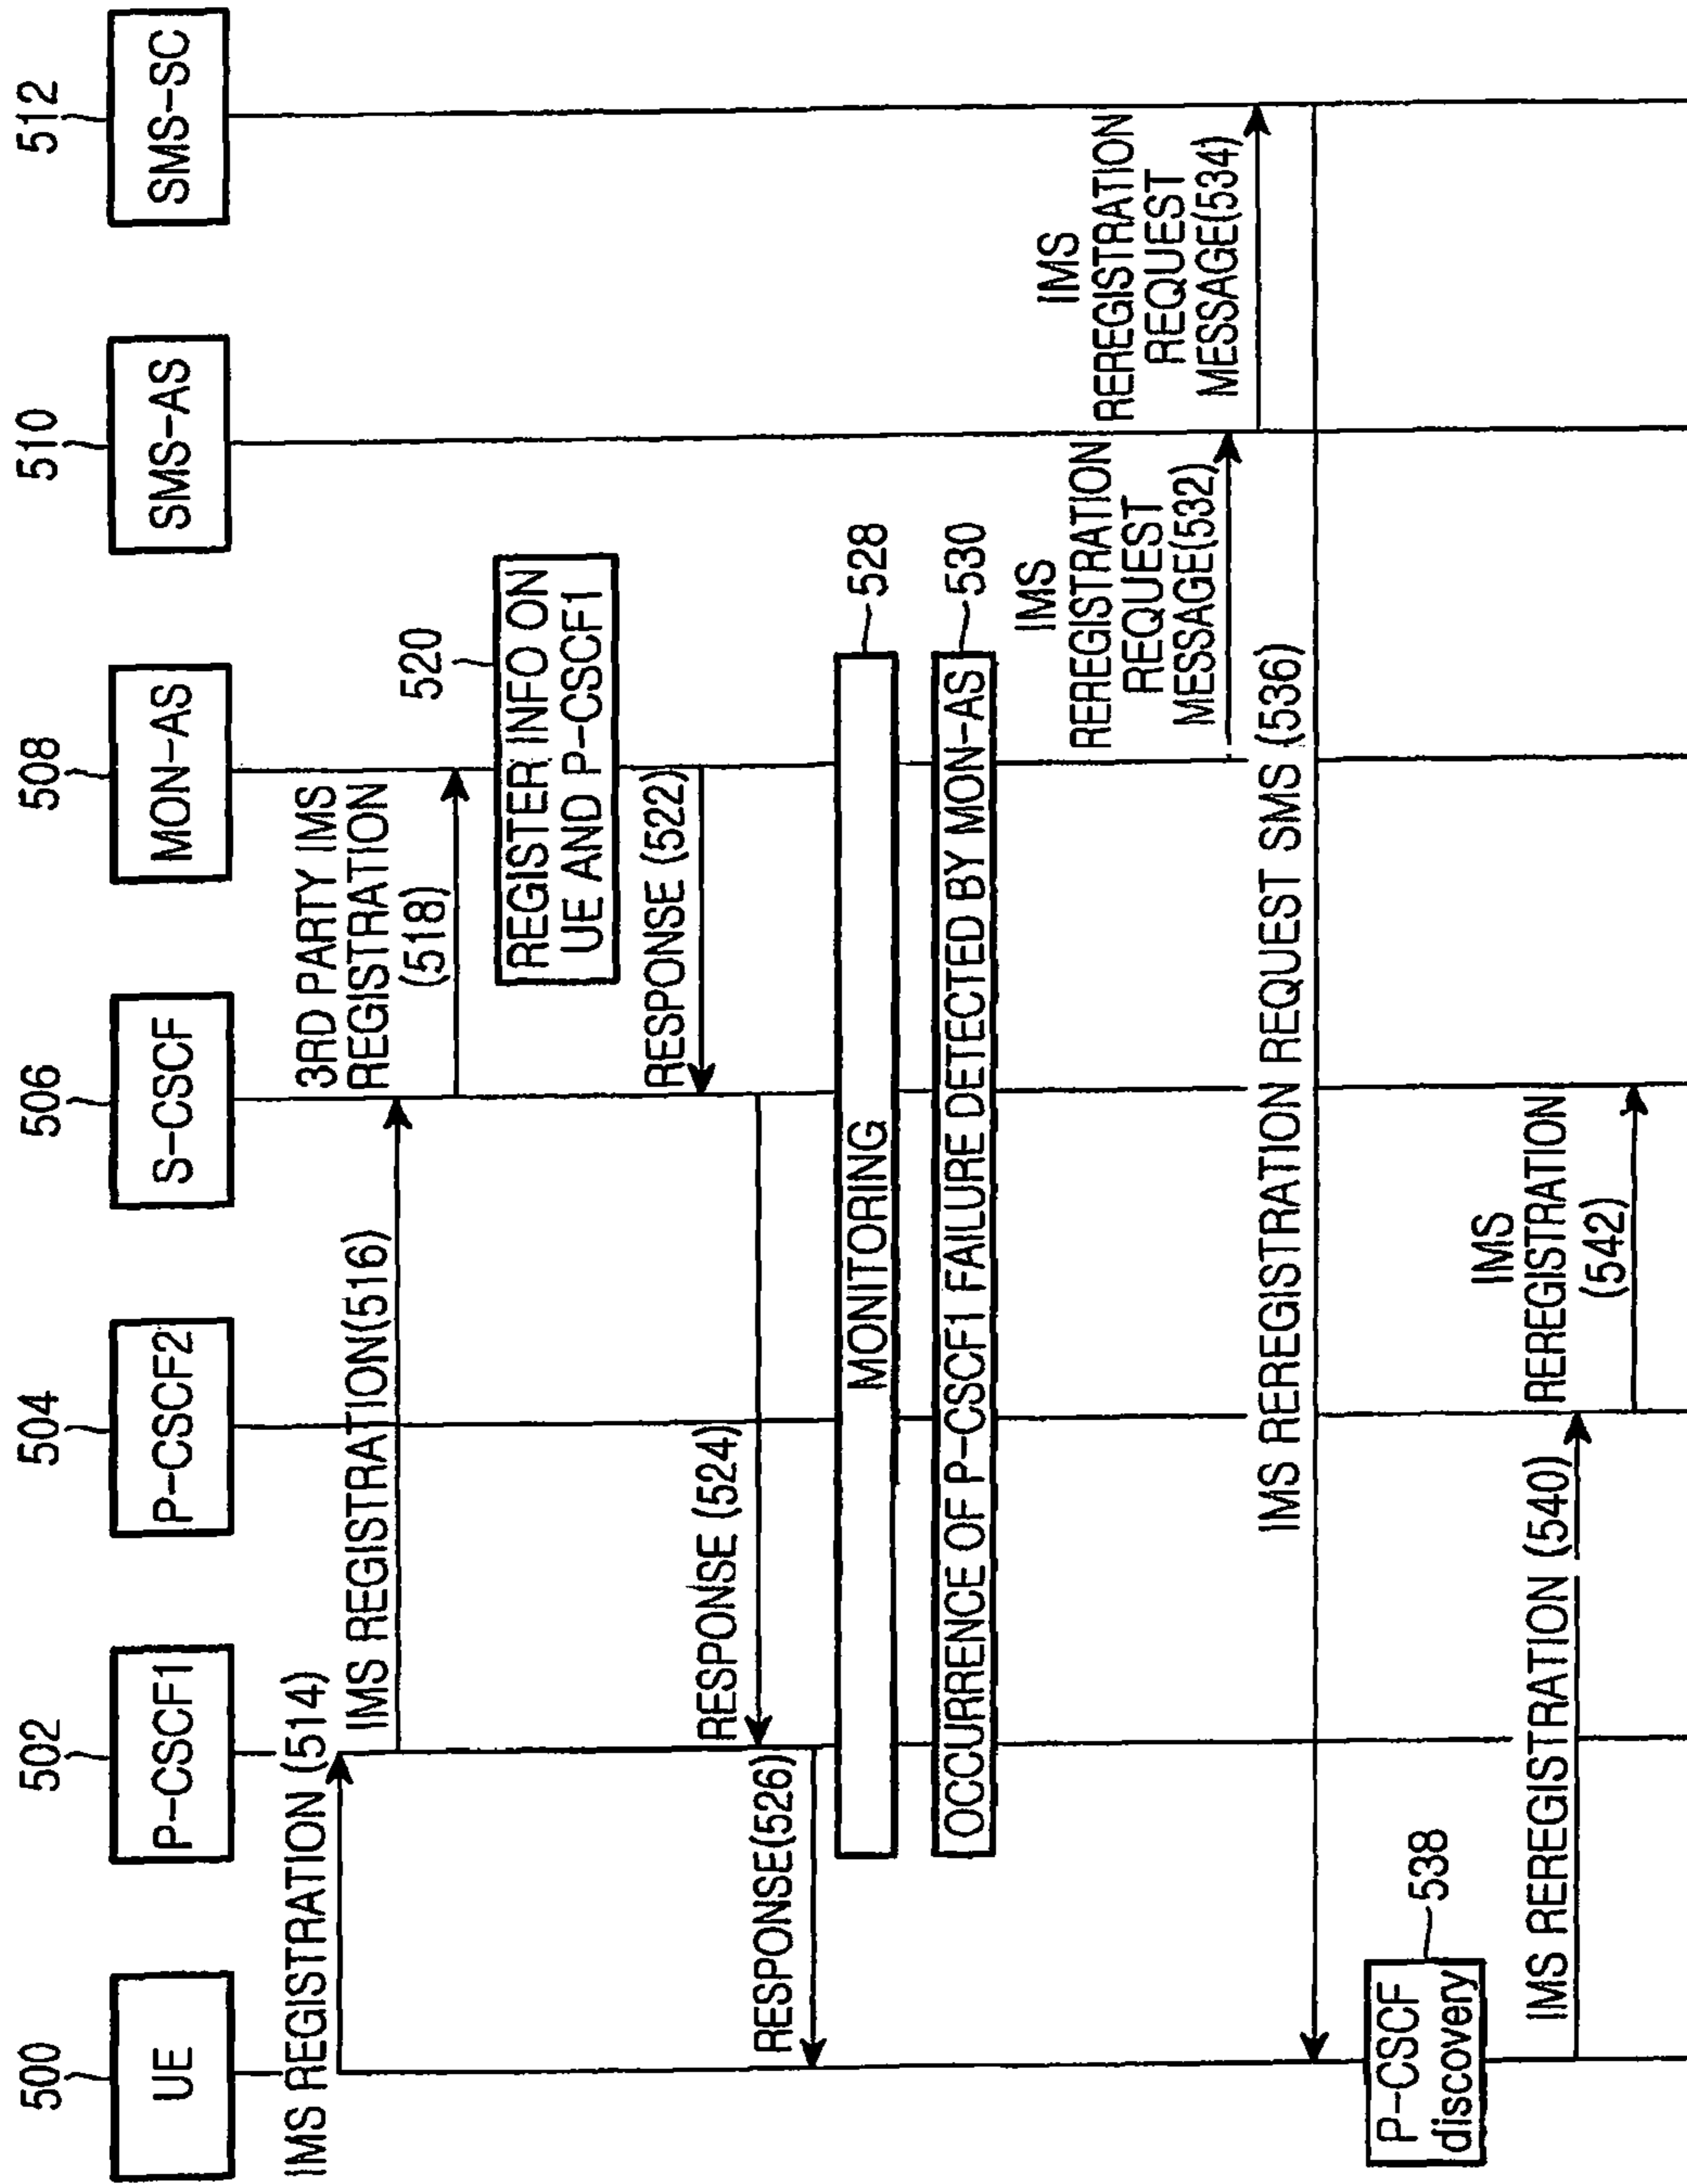 500
502
504
506
508
510
512
UE
P-CSCF1
P-CSCF2
S-CSCF
MON-AS
SMS-AS
SMS-SC
IMS REGISTRATION (514)
IMS REGISTRATION(516)
3RD PARTY IMS
REGISTRATION
(518)
520
REGISTER INFO ON
UE AND P-CSCF1
RESPONSE (522)
RESPONSE (524)
RESPONSE(526)
MONITORING
528
OCCURRENCE OF P-CSCF1 FAILURE DETECTED BY MON-AS
530
IMS
REREGISTRATION
REQUEST
MESSAGE(532)
IMS
REREGISTRATION
REQUEST
MESSAGE(534)
IMS REREGISTRATION REQUEST SMS (536)
P-CSCF
discovery
538
IMS REREGISTRATION (540)
IMS
REREGISTRATION
(542)